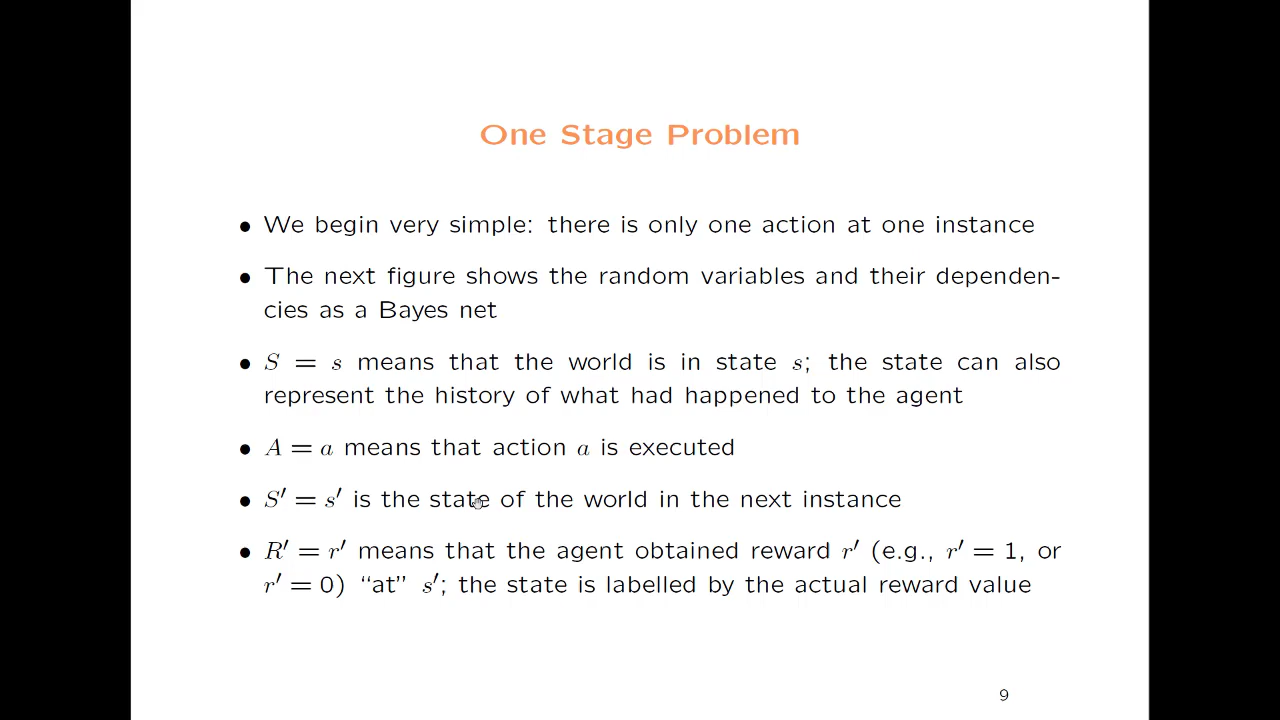 One Stage Problem
• We begin very simple: there is only one action at one instance
• The next figure shows the random variables and their dependen-
cies as a Bayes net
• S = s means that the world is in state s; the state can also
represent the history of what had happened to the agent
• A = a means that action a is executed
• S′ = s′ is the state of the world in the next instance
• R′ = r′ means that the agent obtained reward r′ (e.g., r′ = 1, or
r′ = 0) “at” s′; the state is labelled by the actual reward value
9